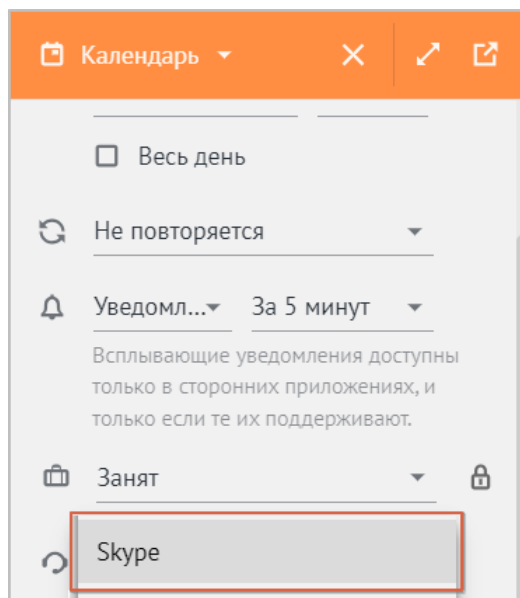 Календарь
Весь день
Не повторяется
Уведомл... За 5 минут
Всплывающие уведомления доступны
только в сторонних приложениях, и
только если те их поддерживают.
Занят
Skype